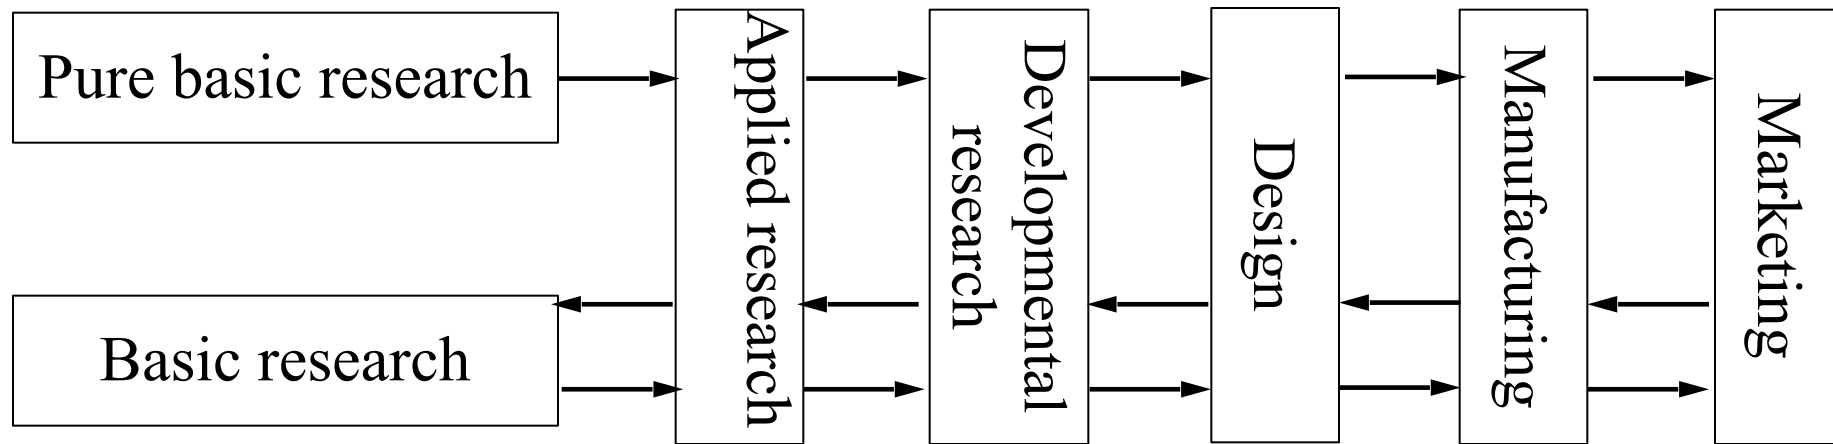 Pure basic research
Basic research
Applied research
Developmental
research
Design
Manufacturing
Marketing